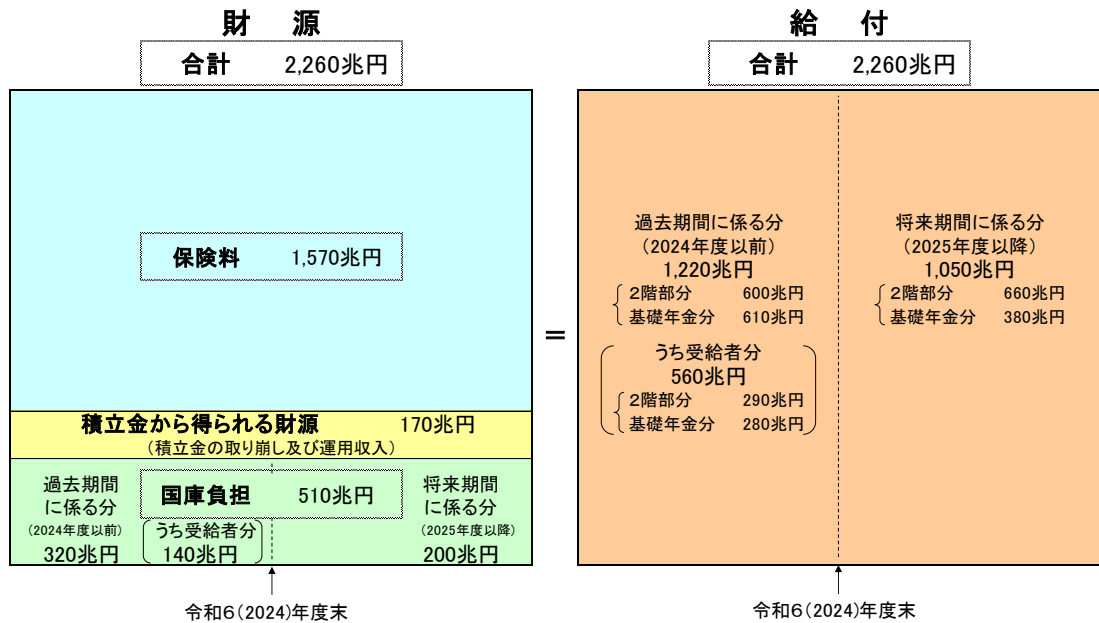 財　源
合計　2,260兆円
保険料　1,570兆円
積立金から得られる財源　170兆円
（積立金の取り崩し及び運用収入）
過去期間
に係る分
（2024年度以前）
320兆円
国庫負担　510兆円
うち受給者分
140兆円
将来期間
に係る分
（2025年度以降）
200兆円
令和6（2024）年度末
＝
給　付
合計　2,260兆円
過去期間に係る分
（2024年度以前）
1,220兆円
２階部分　600兆円
基礎年金分　610兆円
うち受給者分
560兆円
２階部分　290兆円
基礎年金分　280兆円
将来期間に係る分
（2025年度以降）
1,050兆円
２階部分　660兆円
基礎年金分　380兆円
令和6（2024）年度末